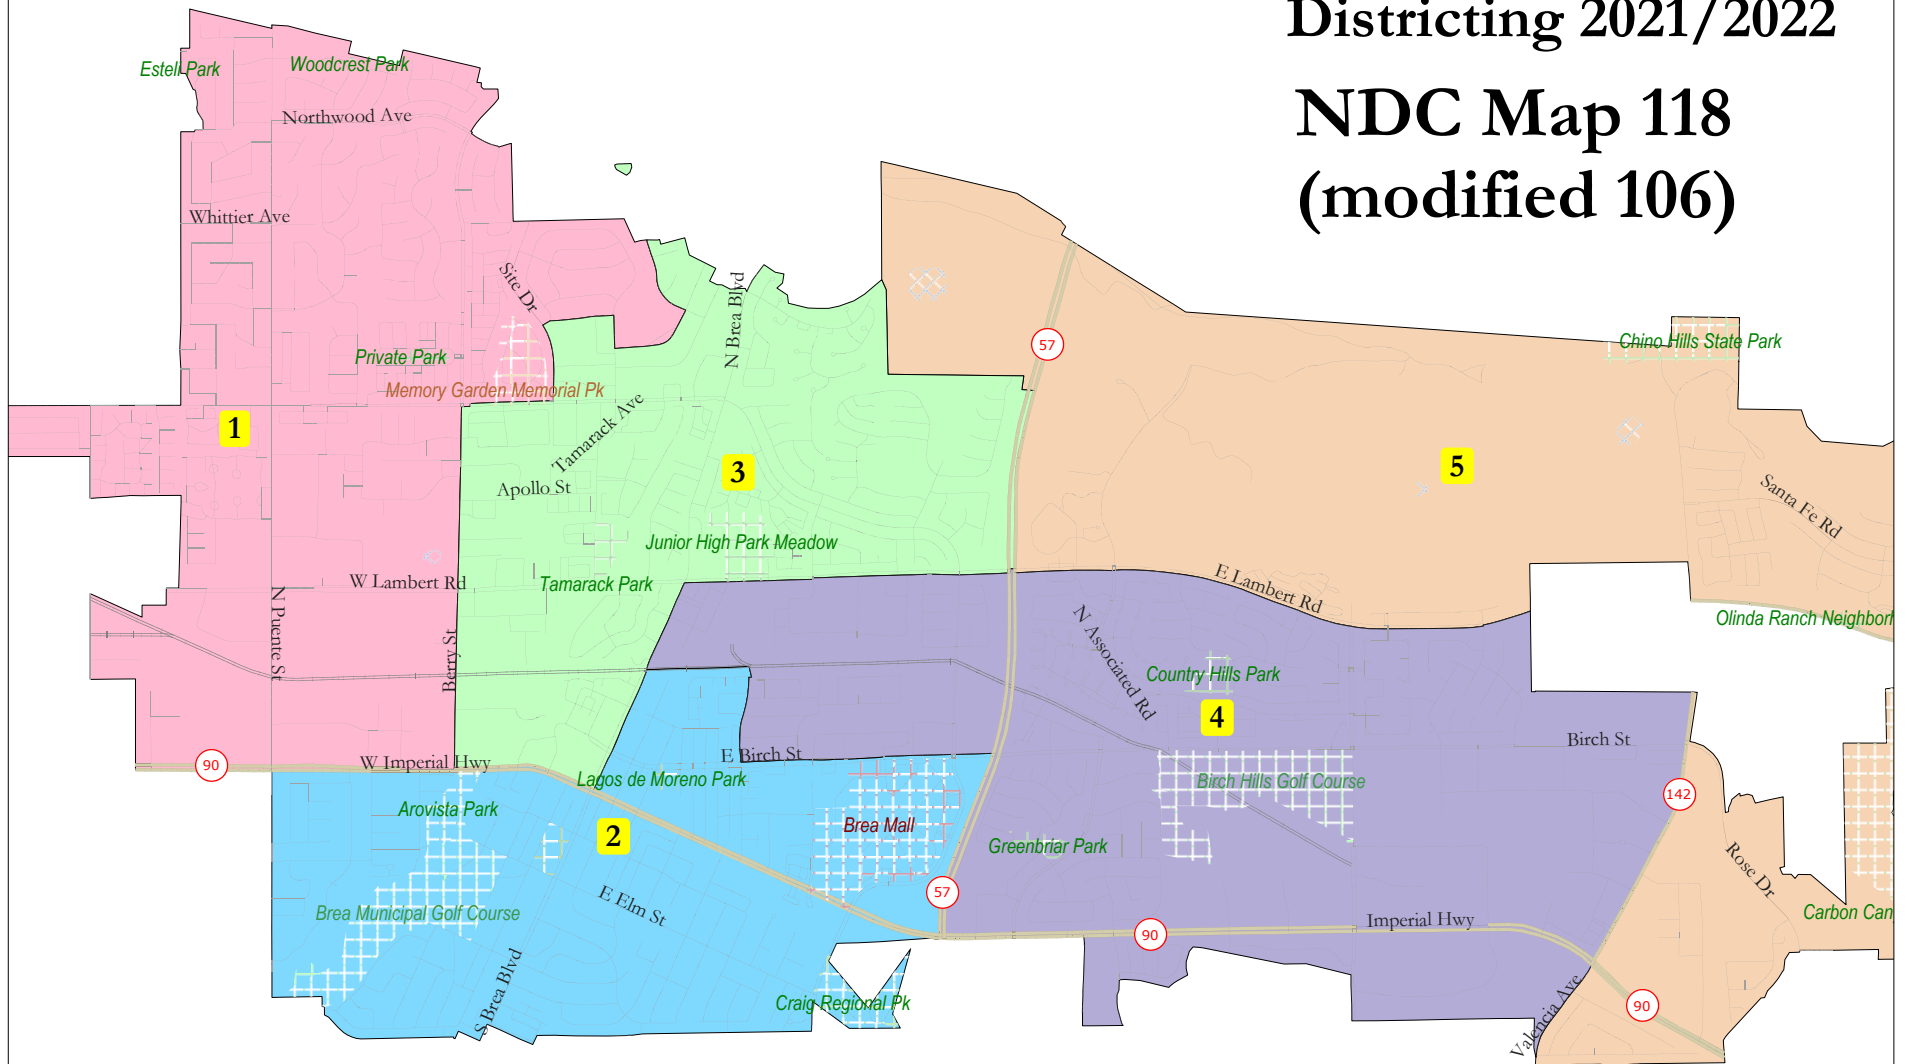 Districting 2021/2022
NDC Map 118
(modified 106)
Estell Park
Woodcrest Park
Northwood Ave
Whittier Ave
Site Dr
N Brea Blvd
57
Chino Hills State Park
Private Park
Memory Garden Memorial Pk
1
Tamarack Ave
3
5
Apollo St
Santa Fe Rd
Junior High Park Meadow
W Lambert Rd
Tamarack Park
E Lambert Rd
N Puente St
Berry St
N Associated Rd
Olinda Ranch Neighborh
Country Hills Park
4
Birch St
90
W Imperial Hwy
E Birch St
Lagos de Moreno Park
Birch Hills Golf Course
142
Arovista Park
2
Brea Mall
Greenbriar Park
Rose Dr
57
E Elm St
Brea Municipal Golf Course
Imperial Hwy
Carbon Can
90
S Brea Blvd
Craig Regional Pk
Valencia Ave
90